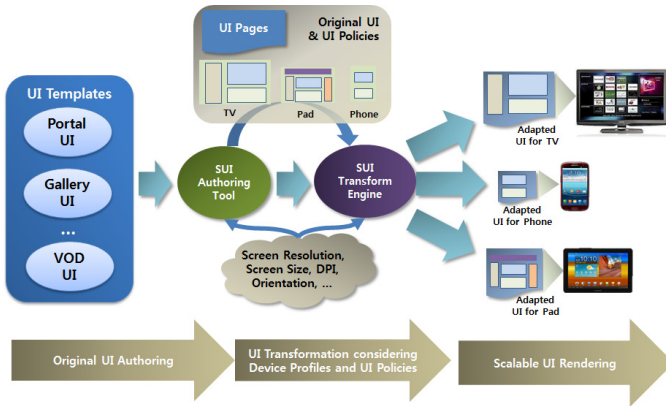 UI Pages
Original UI
& UI Policies
TV
Pad
Phone
UI Templates
Portal
UI
Gallery
UI
...
VOD
UI
SUI
Authoring
Tool
SUI
Transform
Engine
Screen Resolution,
Screen Size, DPI,
Orientation, ...
Adapted
UI for TV
Adapted
UI for Phone
Adapted
UI for Pad
Original UI Authoring
UI Transformation considering
Device Profiles and UI Policies
Scalable UI Rendering